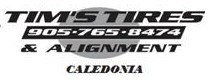 TIM'S TIRES
905-765-8474
& ALIGNMENT
CALEDONIA